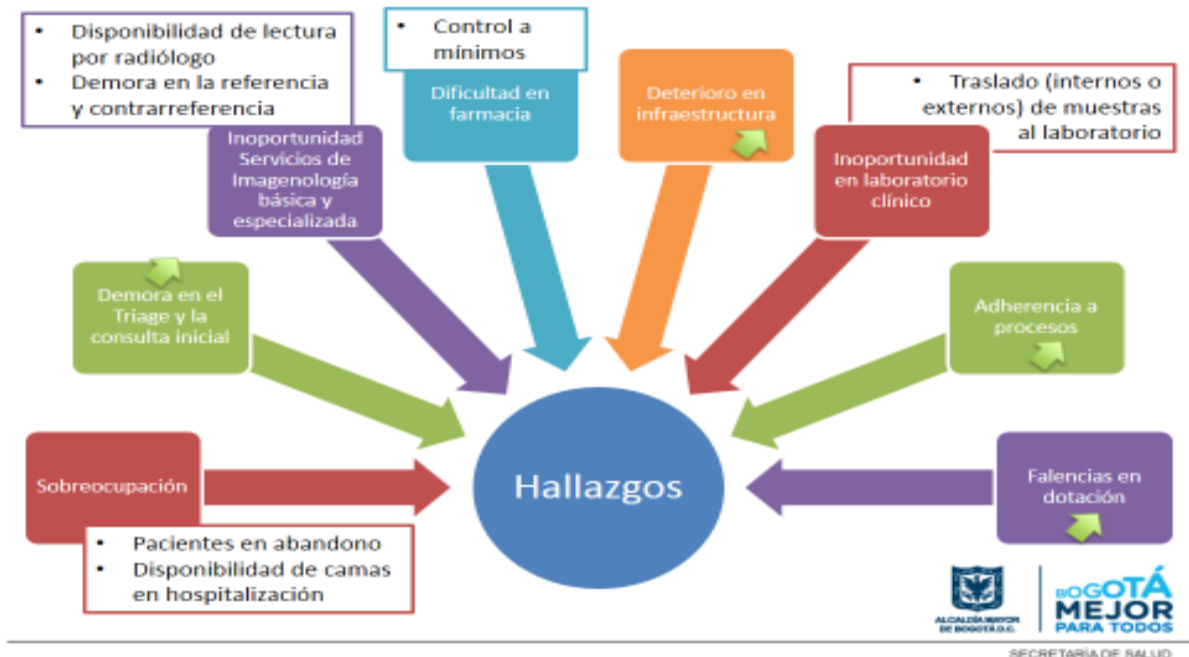 • Disponibilidad de lectura
por radiólogo
• Demora en la referencia
y contrarreferencia
Inoportunidad
Servicios de
Imagenología
básica y
especializada
• Control a
mínimos
Dificultad en
farmacia
Deterioro en
infraestructura
• Traslado (internos o
externos) de muestras
al laboratorio
Inoportunidad
en laboratorio
clínico
Demora en el
Triage y la
consulta inicial
Adherencia a
procesos
Sobreocupación
• Pacientes en abandono
• Disponibilidad de camas
en hospitalización
Hallazgos
Falencias en
dotación
ALCALDÍA MAYOR
DE BOGOTÁ D.C.
BOGOTÁ
MEJOR
PARA TODOS
SECRETARÍA DE SALUD